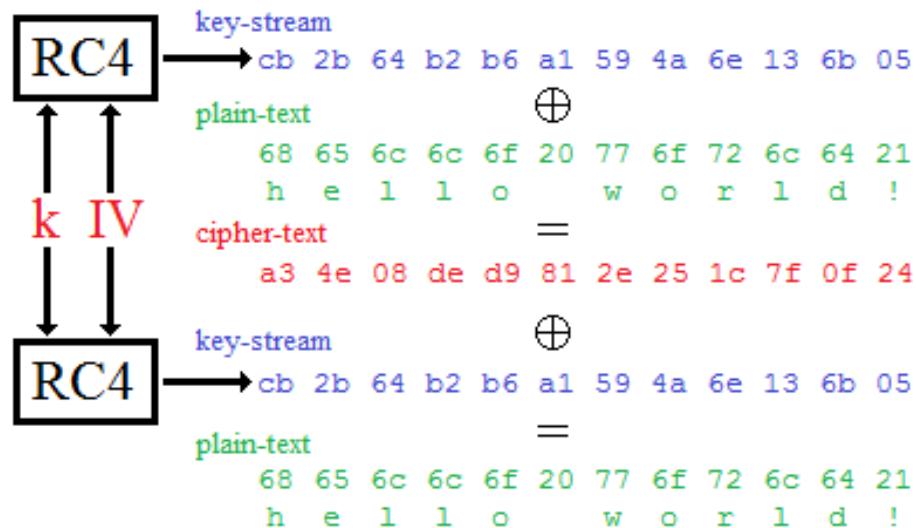 key-stream
RC4
cb 2b 64 b2 b6 a1 59 4a 6e 13 6b 05
⊕
plain-text
68 65 6c 6c 6f 20 77 6f 72 6c 64 21
h e l l o w o r l d !
k IV
cipher-text
=
a3 4e 08 de d9 81 2e 25 1c 7f 0f 24
⊕
key-stream
RC4
cb 2b 64 b2 b6 a1 59 4a 6e 13 6b 05
=
plain-text
68 65 6c 6c 6f 20 77 6f 72 6c 64 21
h e l l o w o r l d !